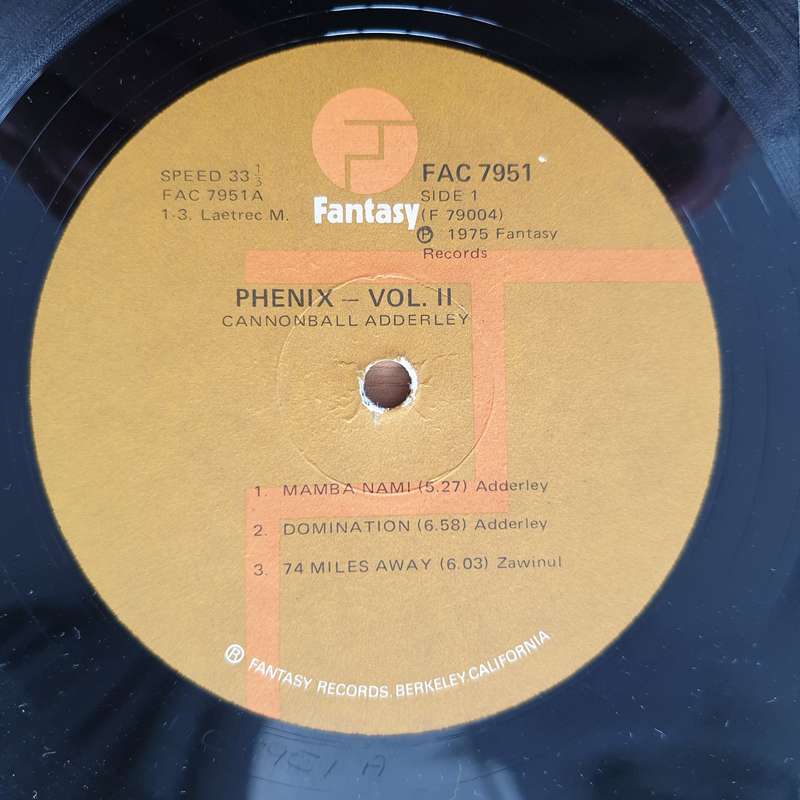 SPEED 33 1/3
FAC 7951A
1-3. Laetrec M.
Fantasy
FAC 7951
SIDE 1
(F 79004)
Ⓟ 1975 Fantasy
Records
PHENIX – VOL. II
CANNONBALL ADDERLEY
1. MAMBA NAMI (5.27) Adderley
2. DOMINATION (6.58) Adderley
3. 74 MILES AWAY (6.03) Zawinul
® FANTASY RECORDS. BERKELEY, CALIFORNIA